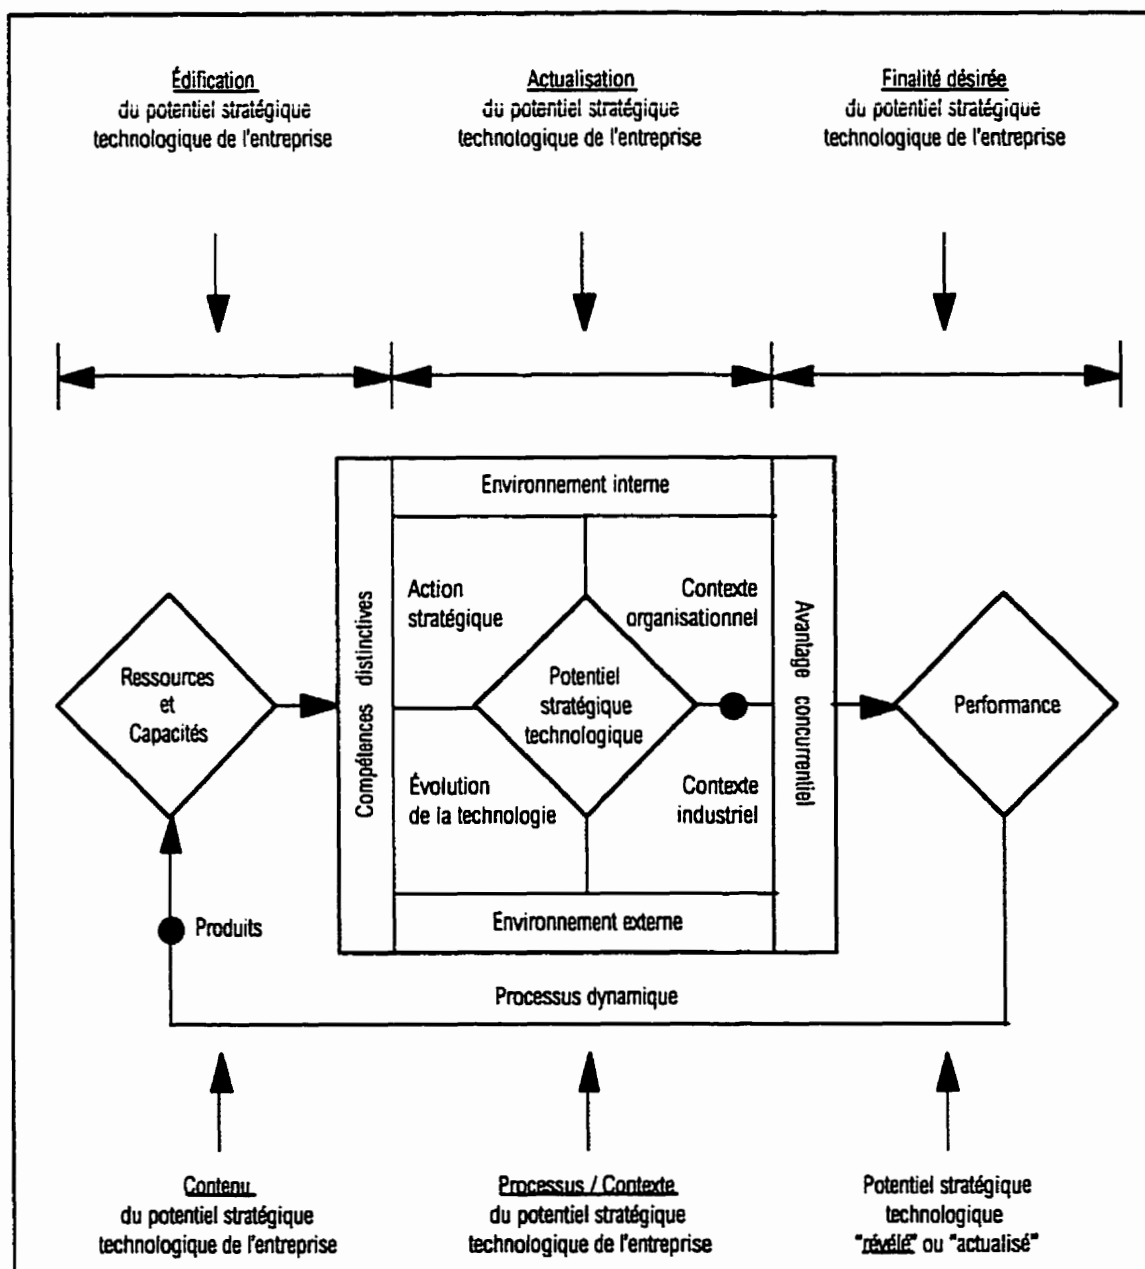 Édification
du potentiel stratégique
technologique de l'entreprise
Actualisation
du potentiel stratégique
technologique de l'entreprise
Finalité désirée
du potentiel stratégique
technologique de l'entreprise
Environnement interne
Compétences distinctives
Action
stratégique
Contexte
organisationnel
Avantage concurrentiel
Ressources
et
Capacités
Potentiel
stratégique
technologique
Performance
Évolution
de la technologie
Contexte
industriel
Environnement externe
Produits
Processus dynamique
Contenu
du potentiel stratégique
technologique de l'entreprise
Processus / Contexte
du potentiel stratégique
technologique de l'entreprise
Potentiel stratégique
technologique
"révélé" ou "actualisé"